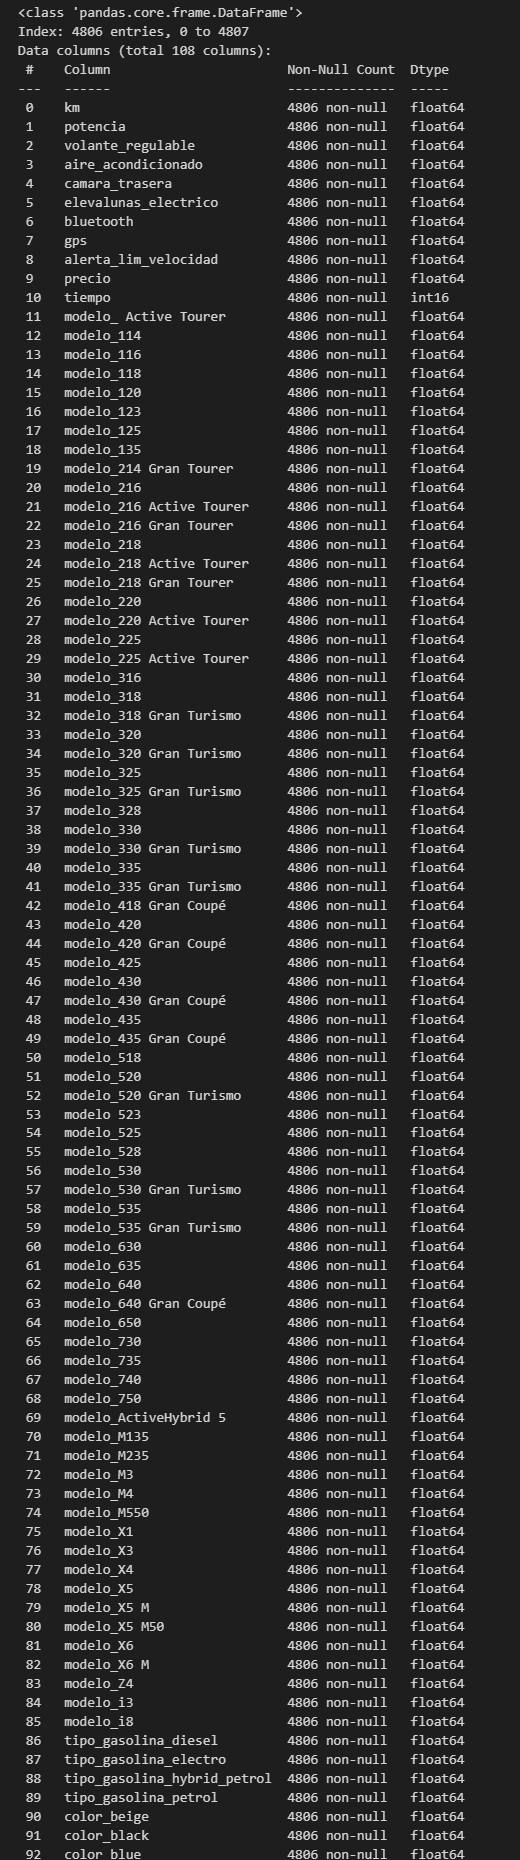 <class 'pandas.core.frame.DataFrame'>
Index: 4806 entries, 0 to 4807
Data columns (total 108 columns):
 #   Column                      Non-Null Count  Dtype
---  ------                      --------------  -----
 0   km                          4806 non-null   float64
 1   potencia                    4806 non-null   float64
 2   volante_regulable           4806 non-null   float64
 3   aire_acondicionado          4806 non-null   float64
 4   camara_trasera              4806 non-null   float64
 5   elevalunas_electrico        4806 non-null   float64
 6   bluetooth                   4806 non-null   float64
 7   gps                         4806 non-null   float64
 8   alerta_lim_velocidad        4806 non-null   float64
 9   precio                      4806 non-null   float64
 10  tiempo                      4806 non-null   int16
 11  modelo_ Active Tourer       4806 non-null   float64
 12  modelo_114                  4806 non-null   float64
 13  modelo_116                  4806 non-null   float64
 14  modelo_118                  4806 non-null   float64
 15  modelo_120                  4806 non-null   float64
 16  modelo_123                  4806 non-null   float64
 17  modelo_125                  4806 non-null   float64
 18  modelo_135                  4806 non-null   float64
 19  modelo_214 Gran Tourer      4806 non-null   float64
 20  modelo_216                  4806 non-null   float64
 21  modelo_216 Active Tourer    4806 non-null   float64
 22  modelo_216 Gran Tourer      4806 non-null   float64
 23  modelo_218                  4806 non-null   float64
 24  modelo_218 Active Tourer    4806 non-null   float64
 25  modelo_218 Gran Tourer      4806 non-null   float64
 26  modelo_220                  4806 non-null   float64
 27  modelo_220 Active Tourer    4806 non-null   float64
 28  modelo_225                  4806 non-null   float64
 29  modelo_225 Active Tourer    4806 non-null   float64
 30  modelo_316                  4806 non-null   float64
 31  modelo_318                  4806 non-null   float64
 32  modelo_318 Gran Turismo     4806 non-null   float64
 33  modelo_320                  4806 non-null   float64
 34  modelo_320 Gran Turismo     4806 non-null   float64
 35  modelo_325                  4806 non-null   float64
 36  modelo_325 Gran Turismo     4806 non-null   float64
 37  modelo_328                  4806 non-null   float64
 38  modelo_330                  4806 non-null   float64
 39  modelo_330 Gran Turismo     4806 non-null   float64
 40  modelo_335                  4806 non-null   float64
 41  modelo_335 Gran Turismo     4806 non-null   float64
 42  modelo_418 Gran Coupé       4806 non-null   float64
 43  modelo_420                  4806 non-null   float64
 44  modelo_420 Gran Coupé       4806 non-null   float64
 45  modelo_425                  4806 non-null   float64
 46  modelo_430                  4806 non-null   float64
 47  modelo_430 Gran Coupé       4806 non-null   float64
 48  modelo_435                  4806 non-null   float64
 49  modelo_435 Gran Coupé       4806 non-null   float64
 50  modelo_518                  4806 non-null   float64
 51  modelo_520                  4806 non-null   float64
 52  modelo_520 Gran Turismo     4806 non-null   float64
 53  modelo 523                  4806 non-null   float64
 54  modelo_525                  4806 non-null   float64
 55  modelo_528                  4806 non-null   float64
 56  modelo_530                  4806 non-null   float64
 57  modelo_530 Gran Turismo     4806 non-null   float64
 58  modelo_535                  4806 non-null   float64
 59  modelo_535 Gran Turismo     4806 non-null   float64
 60  modelo_630                  4806 non-null   float64
 61  modelo_635                  4806 non-null   float64
 62  modelo_640                  4806 non-null   float64
 63  modelo_640 Gran Coupé       4806 non-null   float64
 64  modelo_650                  4806 non-null   float64
 65  modelo_730                  4806 non-null   float64
 66  modelo_735                  4806 non-null   float64
 67  modelo_740                  4806 non-null   float64
 68  modelo_750                  4806 non-null   float64
 69  modelo_ActiveHybrid 5       4806 non-null   float64
 70  modelo_M135                 4806 non-null   float64
 71  modelo_M235                 4806 non-null   float64
 72  modelo_M3                   4806 non-null   float64
 73  modelo_M4                   4806 non-null   float64
 74  modelo_M550                 4806 non-null   float64
 75  modelo_X1                   4806 non-null   float64
 76  modelo_X3                   4806 non-null   float64
 77  modelo_X4                   4806 non-null   float64
 78  modelo_X5                   4806 non-null   float64
 79  modelo_X5 M                 4806 non-null   float64
 80  modelo_X5 M50               4806 non-null   float64
 81  modelo_X6                   4806 non-null   float64
 82  modelo_X6 M                 4806 non-null   float64
 83  modelo_Z4                   4806 non-null   float64
 84  modelo_i3                   4806 non-null   float64
 85  modelo_i8                   4806 non-null   float64
 86  tipo_gasolina_diesel        4806 non-null   float64
 87  tipo_gasolina_electro       4806 non-null   float64
 88  tipo_gasolina_hybrid_petrol 4806 non-null   float64
 89  tipo_gasolina_petrol        4806 non-null   float64
 90  color_beige                 4806 non-null   float64
 91  color_black                 4806 non-null   float64
 92  color blue                  4806 non-null   float64